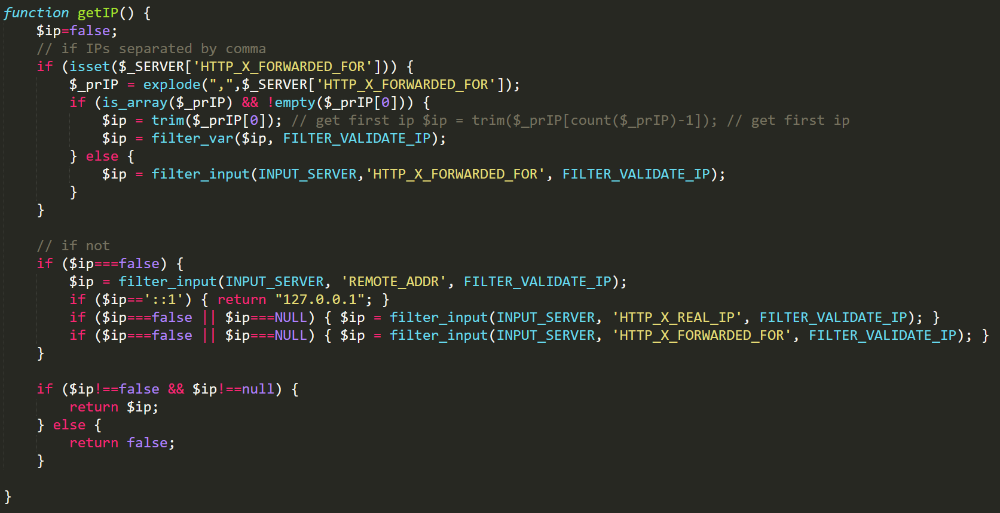 function getIP() {
$ip=false;
// if IPs separated by comma
if (isset($_SERVER['HTTP_X_FORWARDED_FOR'])) {
$_prIP = explode(",",$_SERVER['HTTP_X_FORWARDED_FOR']);
if (is_array($_prIP) && !empty($_prIP[0])) {
$ip = trim($_prIP[0]); // get first ip $ip = trim($_prIP[count($_prIP)-1]); // get first ip
$ip = filter_var($ip, FILTER_VALIDATE_IP);
} else {
$ip = filter_input(INPUT_SERVER,'HTTP_X_FORWARDED_FOR', FILTER_VALIDATE_IP);
}
}
// if not
if ($ip===false) {
$ip = filter_input(INPUT_SERVER, 'REMOTE_ADDR', FILTER_VALIDATE_IP);
if ($ip=='::1') { return "127.0.0.1"; }
if ($ip===false || $ip===NULL) { $ip = filter_input(INPUT_SERVER, 'HTTP_X_REAL_IP', FILTER_VALIDATE_IP); }
if ($ip===false || $ip===NULL) { $ip = filter_input(INPUT_SERVER, 'HTTP_X_FORWARDED_FOR', FILTER_VALIDATE_IP); }
}
if ($ip!==false && $ip!==null) {
return $ip;
} else {
return false;
}
}